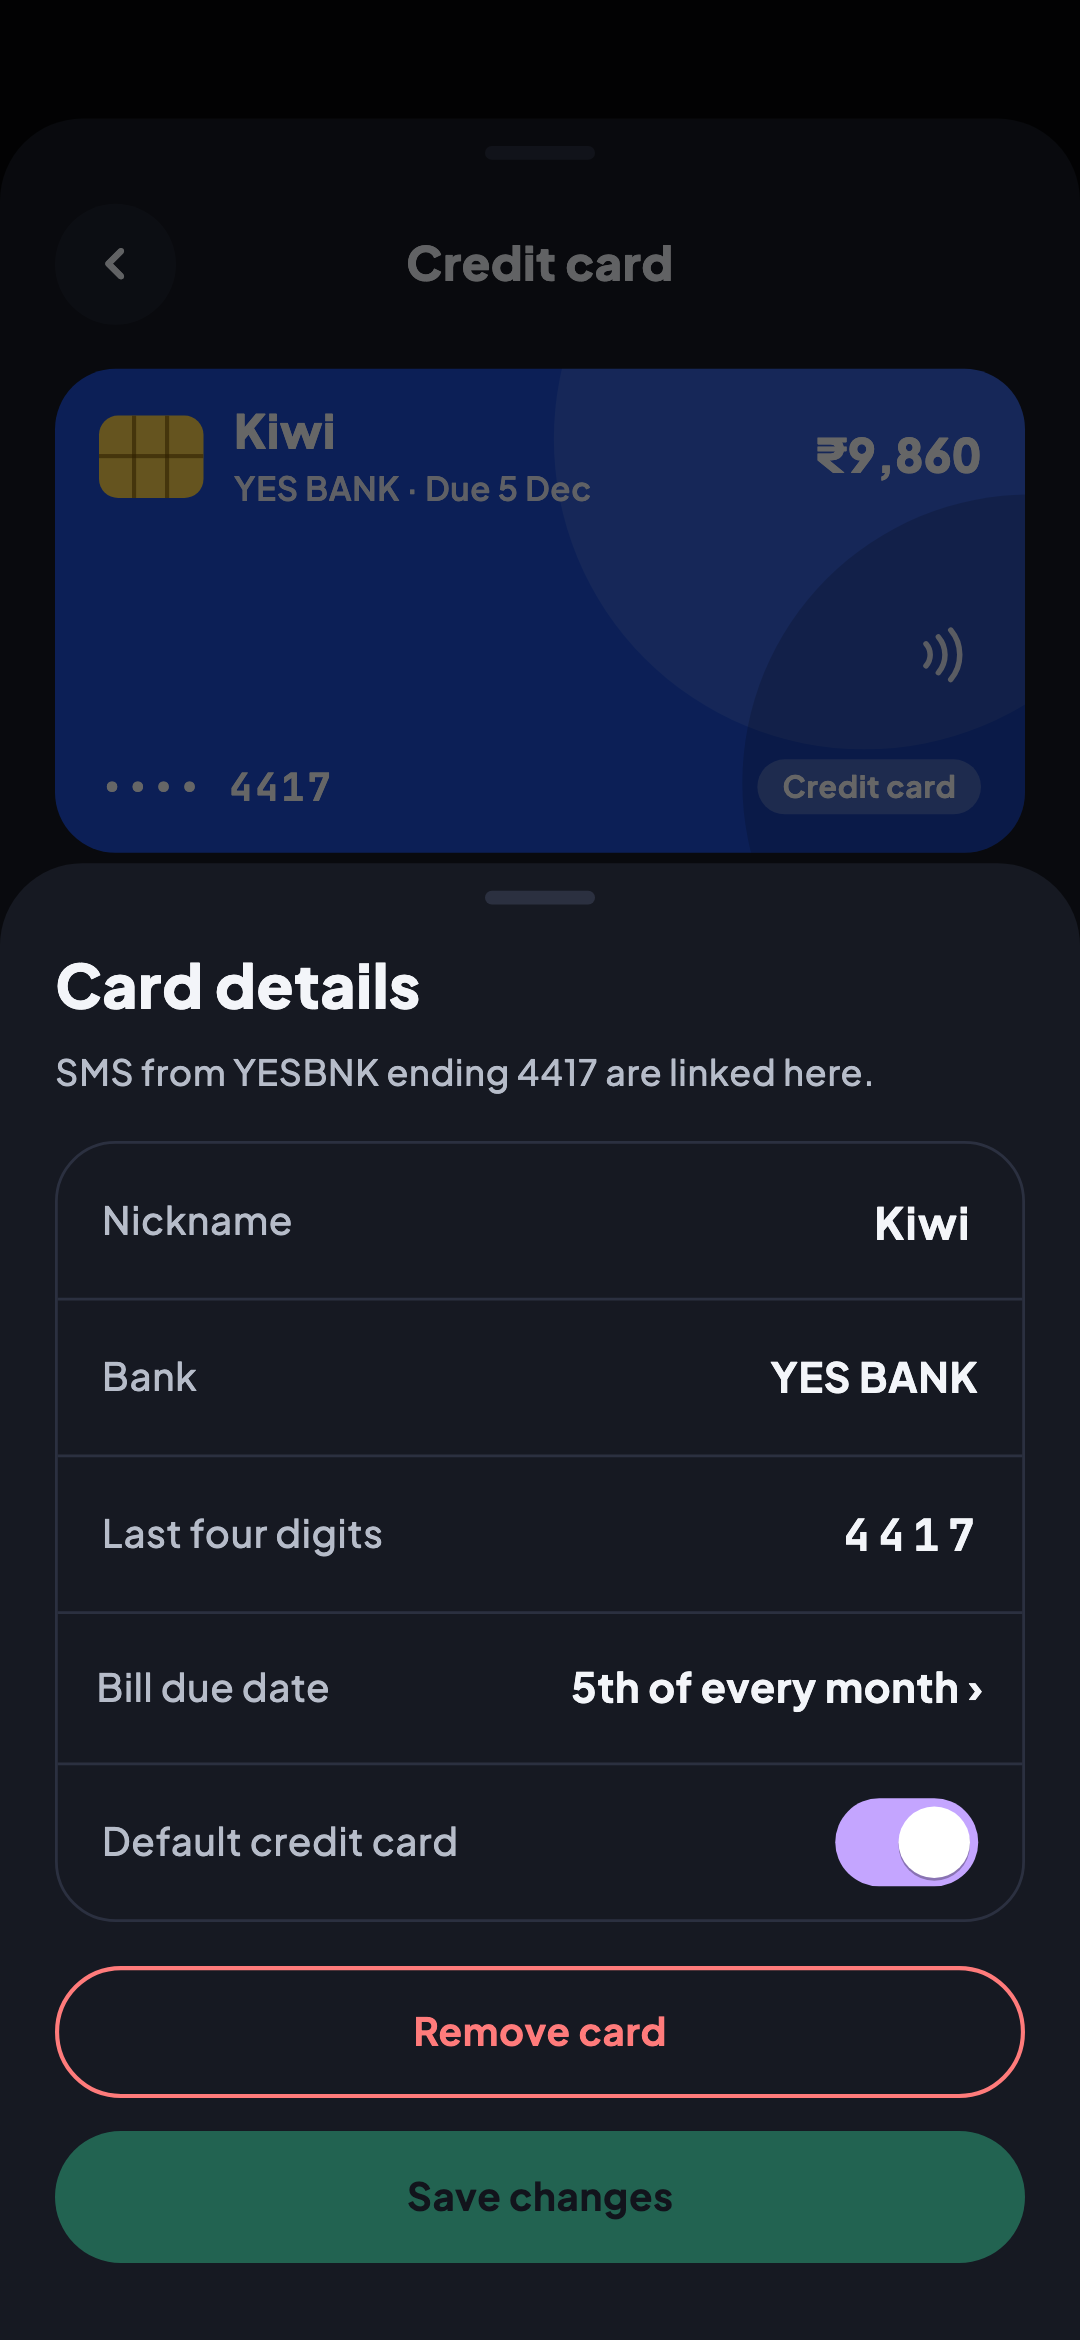 Credit card
Kiwi
₹9,860
YES BANK · Due 5 Dec
•••• 4417
Credit card
Card details
SMS from YESBNK ending 4417 are linked here.
Nickname Kiwi
Bank YES BANK
Last four digits 4417
Bill due date 5th of every month ›
Default credit card
Remove card
Save changes